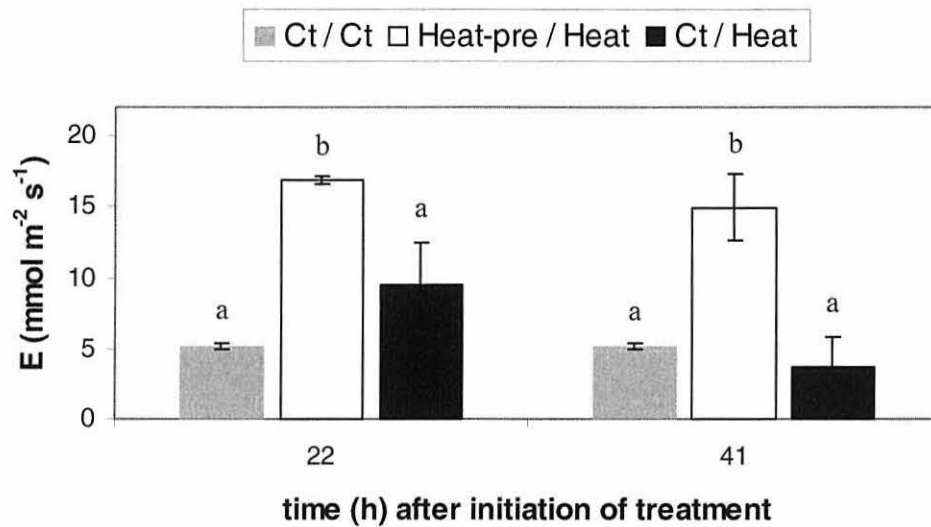 Ct / Ct Heat-pre / Heat Ct / Heat
E (mmol m⁻² s⁻¹)
20
15
10
5
0
a
b
a
a
b
a
22 41
time (h) after initiation of treatment